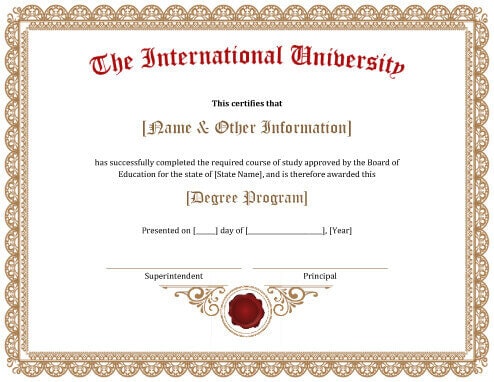 The International University
This certifies that
[Name & Other Information]
has successfully completed the required course of study approved by the Board of
Education for the state of [State Name], and is therefore awarded this
[Degree Program]
Presented on [_____] day of [____________________], [Year]
Superintendent Principal